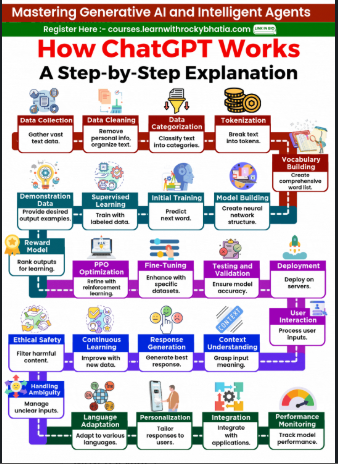 Mastering Generative AI and Intelligent Agents
Register Here :- courses.learnwithrockybhatia.com LINK IN BIO
How ChatGPT Works
A Step-by-Step Explanation
Data Collection
Gather vast
text data.
Data Cleaning
Remove
personal info,
organize text.
Data
Categorization
Classify text
into categories.
Tokenization
Break text
into tokens.
Vocabulary
Building
Create
comprehensive
word list.
Demonstration
Data
Provide desired
output examples.
Supervised
Learning
Train with
labeled data.
Initial Training
Predict
next word.
Model Building
Create neural
network
structure.
Reward
Model
Rank outputs
for learning.
PPO
Optimization
Refine with
reinforcement
learning.
Fine-Tuning
Enhance with
specific
datasets.
Testing and
Validation
Ensure model
accuracy.
Deployment
Deploy on
servers.
User
Interaction
Process user
inputs.
Ethical Safety
Filter harmful
content.
Continuous
Learning
Improve with
new data.
Response
Generation
Generate best
response.
CONTEXT
Context
Understanding
Grasp input
meaning.
Handling
Ambiguity
Manage
unclear inputs.
Language
Adaptation
Adapt to various
languages.
Personalization
Tailor
responses to
users.
Integration
Integrate
with
applications.
Performance
Monitoring
Track model
performance.